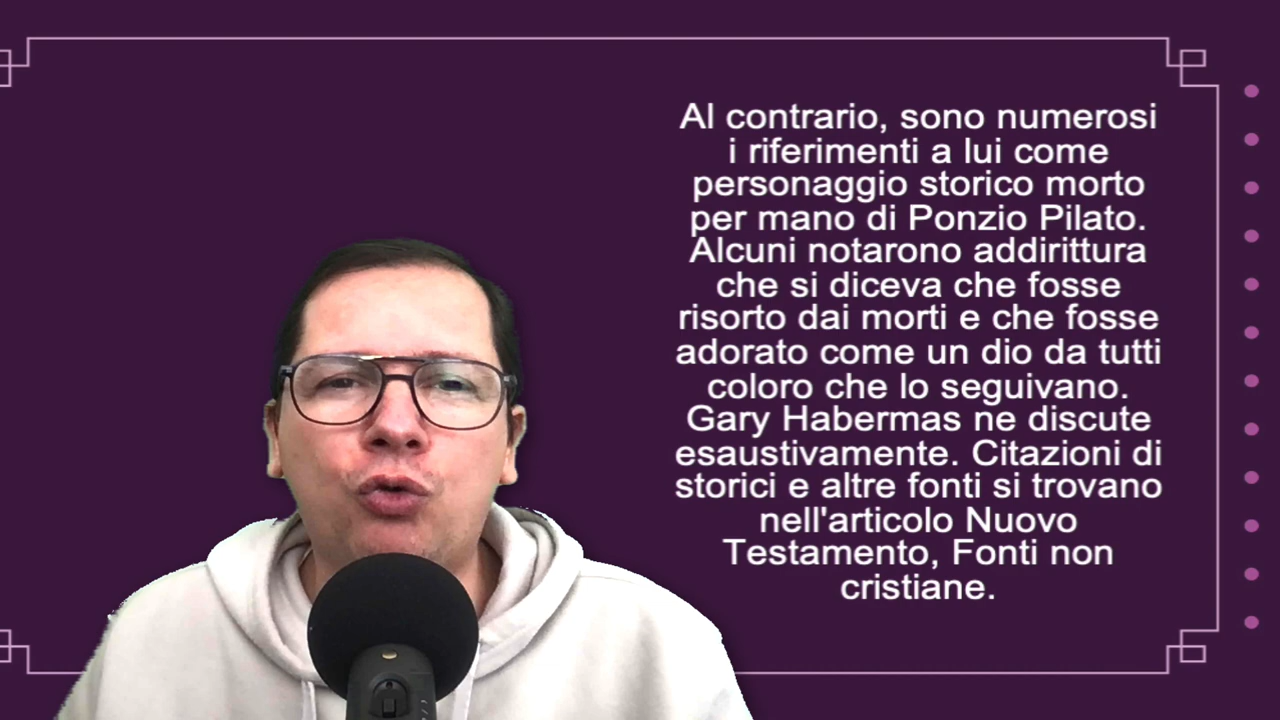 Al contrario, sono numerosi
i riferimenti a lui come
personaggio storico morto
per mano di Ponzio Pilato.
Alcuni notarono addirittura
che si diceva che fosse
risorto dai morti e che fosse
adorato come un dio da tutti
coloro che lo seguivano.
Gary Habermas ne discute
esaustivamente. Citazioni di
storici e altre fonti si trovano
nell'articolo Nuovo
Testamento, Fonti non
cristiane.